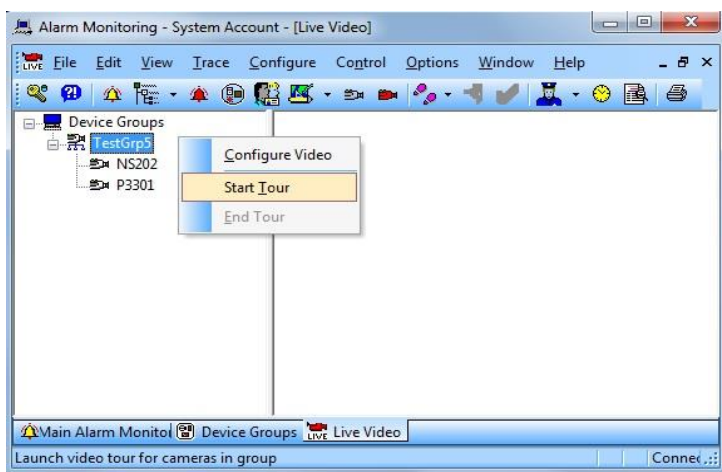 Alarm Monitoring - System Account - [Live Video]
LIVE File Edit View Trace Configure Control Options Window Help
Device Groups
TestGrp5
NS202
P3301
Configure Video
Start Tour
End Tour
Main Alarm Monitor Device Groups LIVE Live Video
Launch video tour for cameras in group Connec